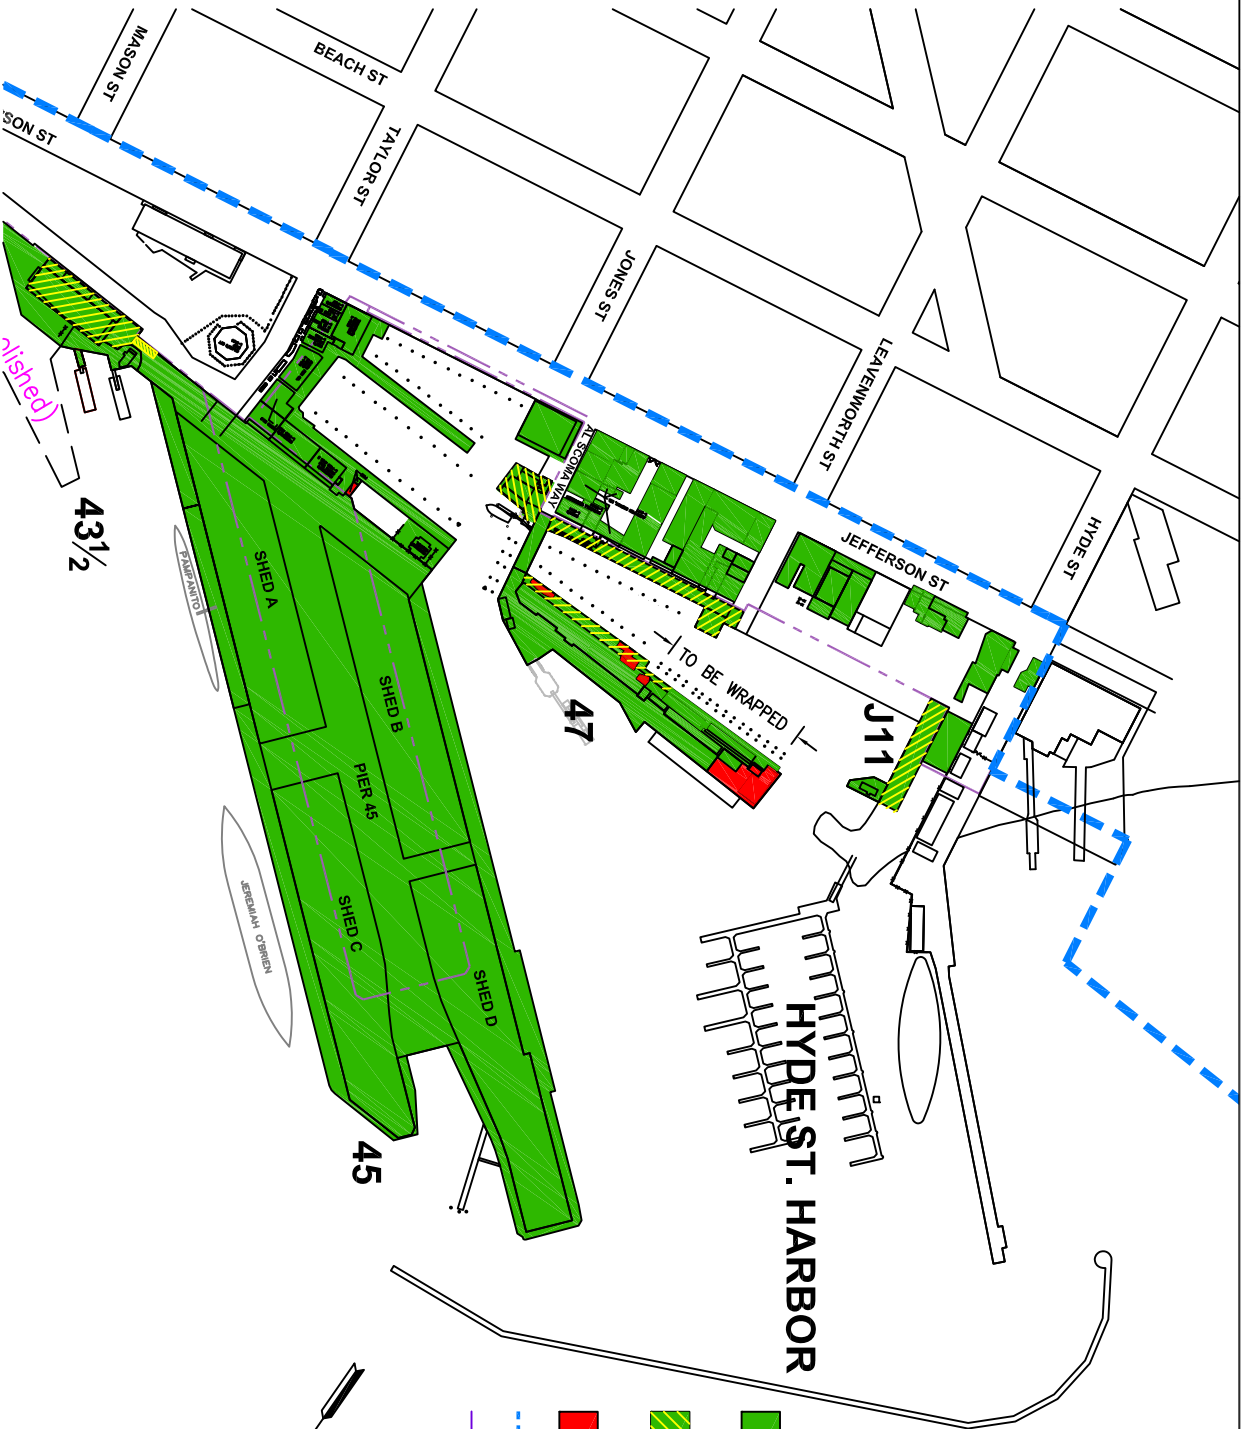 MASON ST
BEACH ST
SON ST
TAYLOR ST
JONES ST
LEAVENWORTH ST
HYDE ST
JEFFERSON ST
AL SCOMA WAY
olished)
43½
PAMPANITO
SHED A
SHED B
PIER 45
SHED C
SHED D
JEREMIAH O'BRIEN
45
47
TO BE WRAPPED
J11
HYDE ST. HARBOR